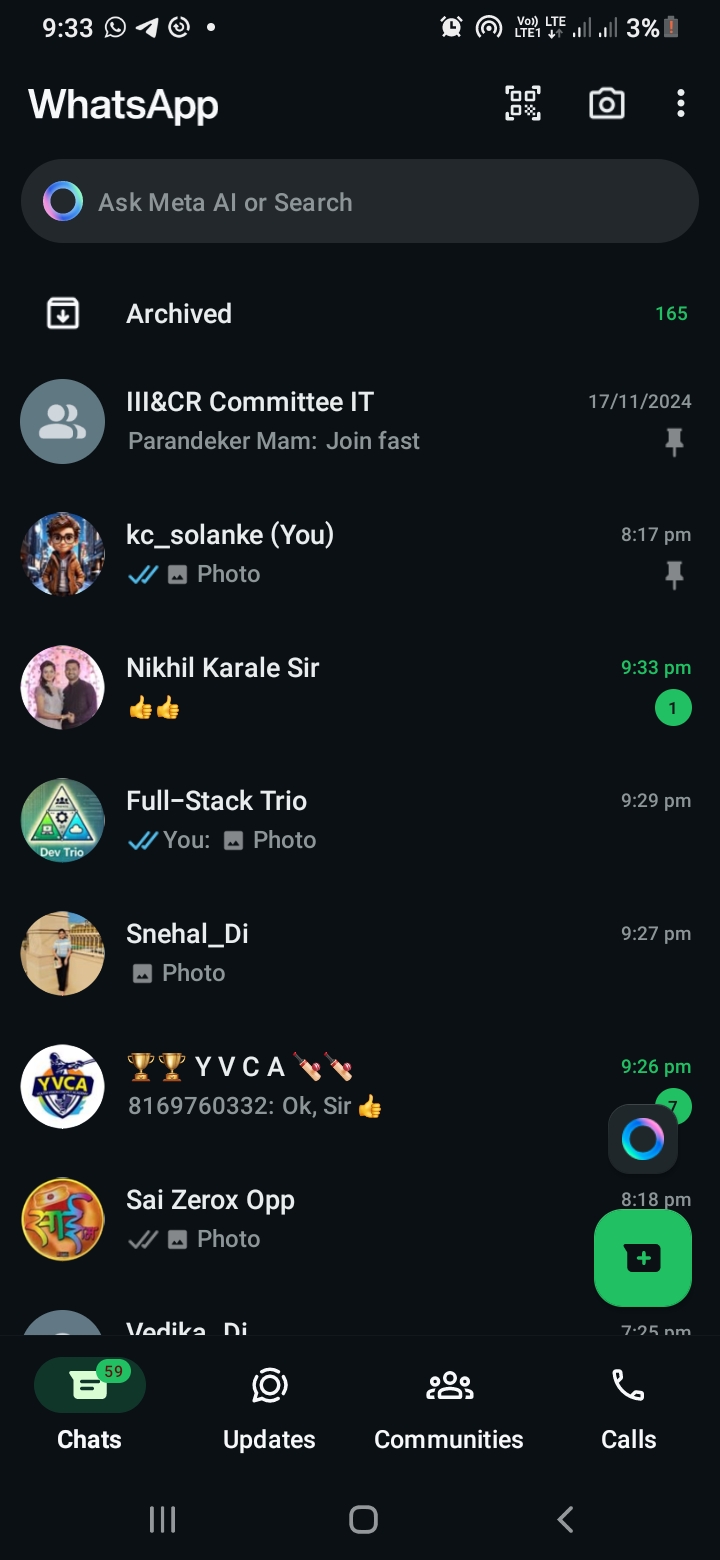 9:33
Vo)) LTE
LTE1
3%
WhatsApp
Ask Meta AI or Search
Archived
165
III&CR Committee IT
17/11/2024
Parandeker Mam: Join fast
kc_solanke (You)
8:17 pm
Photo
Nikhil Karale Sir
9:33 pm
👍👍
1
Full-Stack Trio
9:29 pm
Dev Trio
You: Photo
Snehal_Di
9:27 pm
Photo
🏆🏆 Y V C A 🏏🏏
9:26 pm
YVCA
8169760332: Ok, Sir 👍
7
Sai Zerox Opp
8:18 pm
साई
Photo
Vedika_Di
7:25 pm
59
Chats
Updates
Communities
Calls